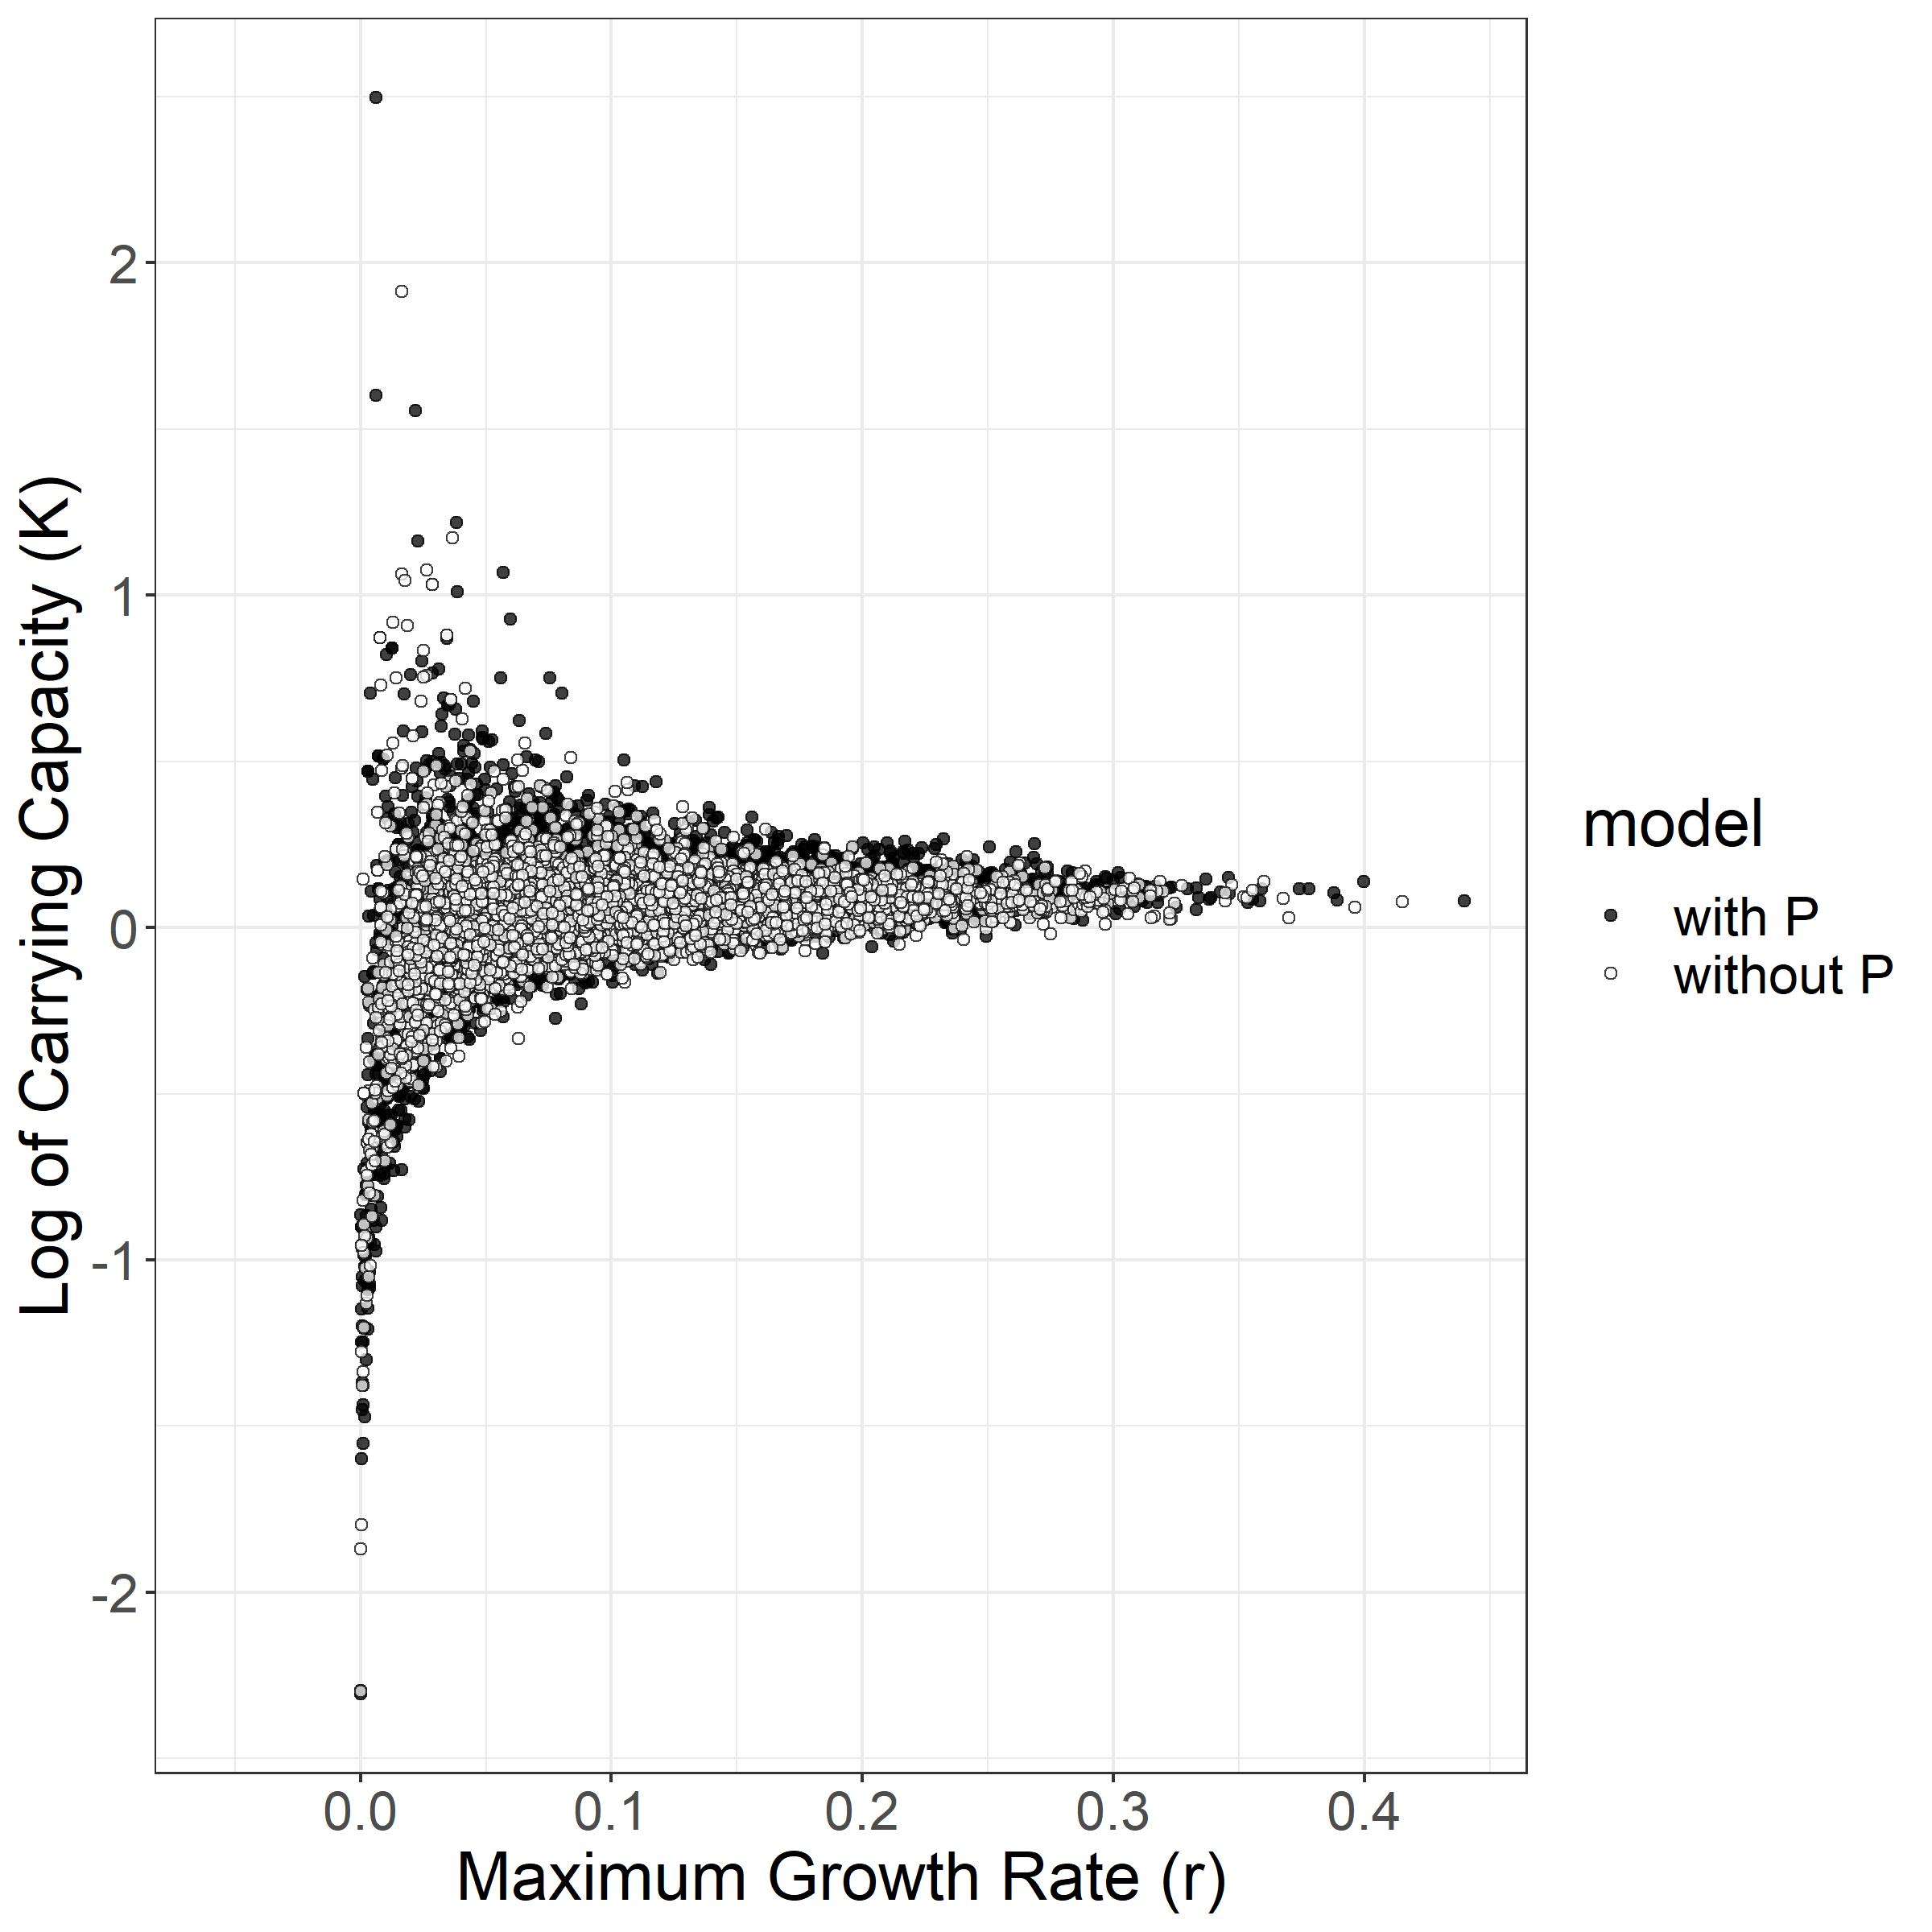 Log of Carrying Capacity (K)
2
1
0
-1
-2
0.0 0.1 0.2 0.3 0.4
Maximum Growth Rate (r)
model
with P
without P